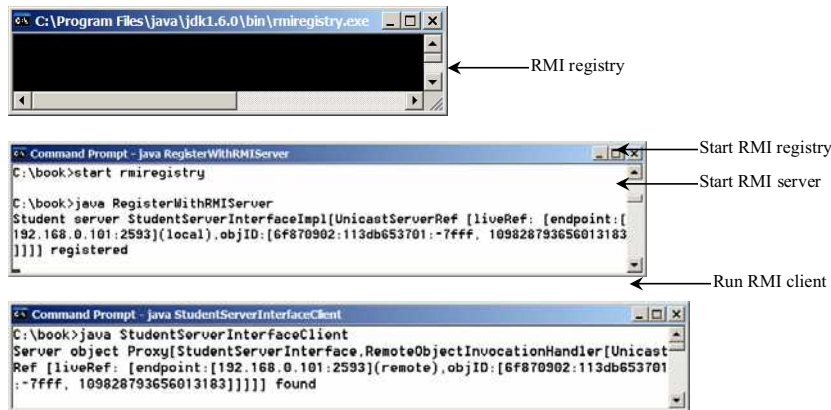 C:\Program Files\java\jdk1.6.0\bin\rmiregistry.exe
RMI registry
Command Prompt - java RegisterWithRMIServer
Start RMI registry
C:\book>start rmiregistry
Start RMI server
C:\book>java RegisterWithRMIServer
Student server StudentServerInterfaceImpl[UnicastServerRef [liveRef: [endpoint:[
192.168.0.101:2593](local),objID:[6f870902:113db653701:-7fff, 109828793656013183
]]]] registered
Run RMI client
Command Prompt - java StudentServerInterfaceClient
C:\book>java StudentServerInterfaceClient
Server object Proxy[StudentServerInterface,RemoteObjectInvocationHandler[Unicast
Ref [liveRef: [endpoint:[192.168.0.101:2593](remote),objID:[6f870902:113db653701
:-7fff, 109828793656013183]]]]] found